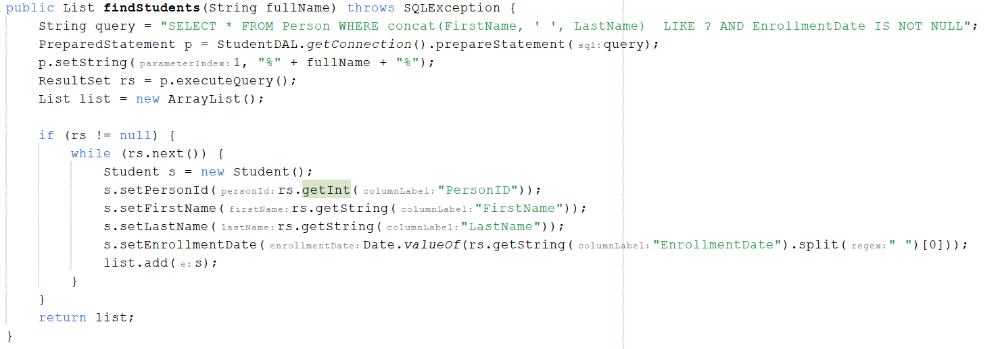 public List findStudents(String fullName) throws SQLException {
String query = "SELECT * FROM Person WHERE concat(FirstName, ' ', LastName)  LIKE ? AND EnrollmentDate IS NOT NULL";
PreparedStatement p = StudentDAL.getConnection().prepareStatement( sql: query);
p.setString( parameterIndex: 1, "%" + fullName + "%");
ResultSet rs = p.executeQuery();
List list = new ArrayList();
if (rs != null) {
while (rs.next()) {
Student s = new Student();
s.setPersonId( personId: rs.getInt( columnLabel: "PersonID"));
s.setFirstName( firstName: rs.getString( columnLabel: "FirstName"));
s.setLastName( lastName: rs.getString( columnLabel: "LastName"));
s.setEnrollmentDate( enrollmentDate: Date.valueOf(rs.getString( columnLabel: "EnrollmentDate").split( regex: " ")[0]));
list.add( e: s);
}
}
return list;
}